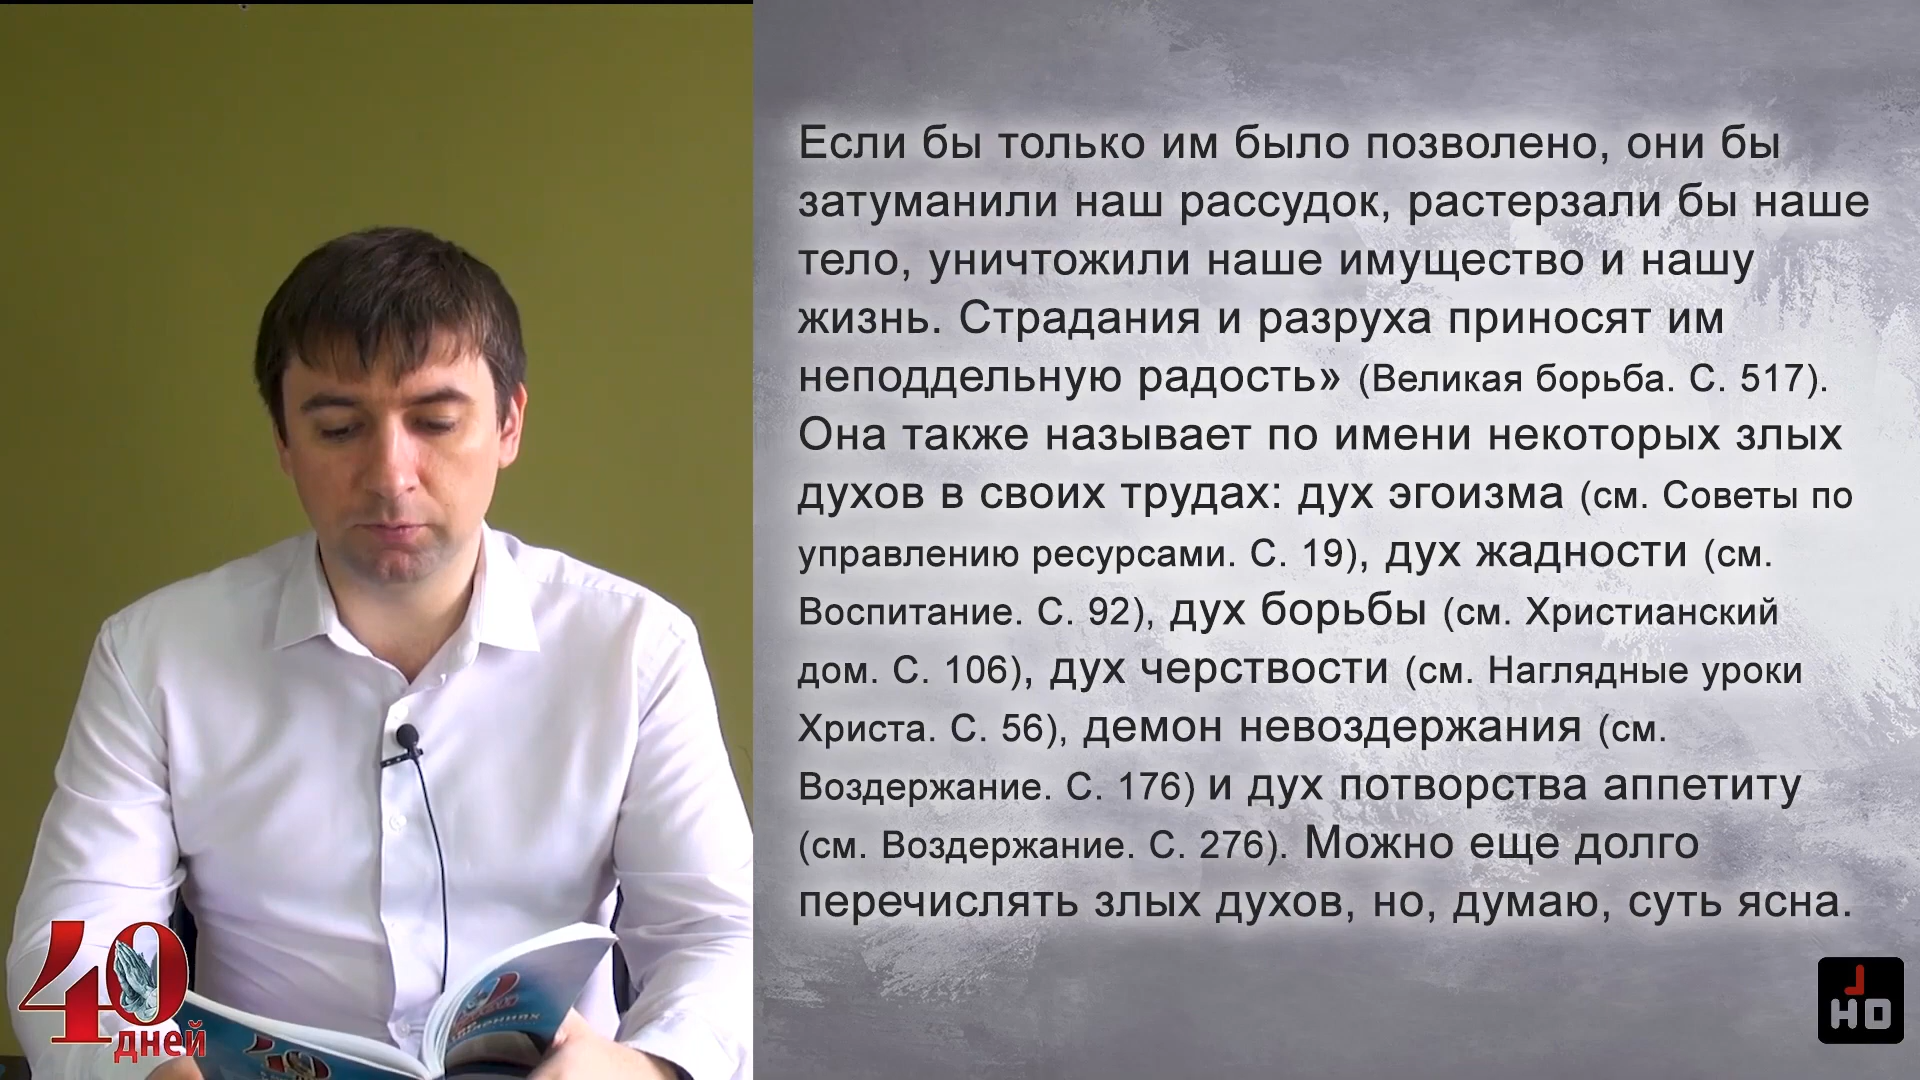 Если бы только им было позволено, они бы
затуманили наш рассудок, растерзали бы наше
тело, уничтожили наше имущество и нашу
жизнь. Страдания и разруха приносят им
неподдельную радость» (Великая борьба. С. 517).
Она также называет по имени некоторых злых
духов в своих трудах: дух эгоизма (см. Советы по
управлению ресурсами. С. 19), дух жадности (см.
Воспитание. С. 92), дух борьбы (см. Христианский
дом. С. 106), дух черствости (см. Наглядные уроки
Христа. С. 56), демон невоздержания (см.
Воздержание. С. 176) и дух потворства аппетиту
(см. Воздержание. С. 276). Можно еще долго
перечислять злых духов, но, думаю, суть ясна.
40
дней
40